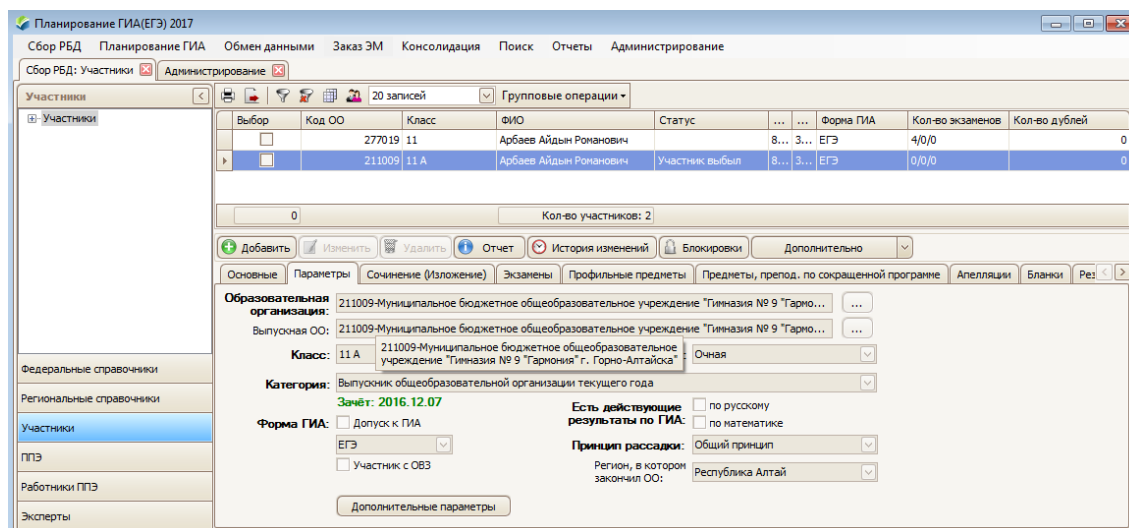 Планирование ГИА(ЕГЭ) 2017
Сбор РБД Планирование ГИА Обмен данными Заказ ЭМ Консолидация Поиск Отчеты Администрирование
Сбор РБД: Участники Администрирование
Участники 20 записей Групповые операции
Участники
Выбор Код ОО Класс ФИО Статус ... ... Форма ГИА Кол-во экзаменов Кол-во дублей
277019 11 Арбаев Айдын Романович 8... 3... ЕГЭ 4/0/0 0
211009 11 А Арбаев Айдын Романович Участник выбыл 8... 3... ЕГЭ 0/0/0 0
0 Кол-во участников: 2
Добавить Изменить Удалить Отчет История изменений Блокировки Дополнительно
Основные Параметры Сочинение (Изложение) Экзамены Профильные предметы Предметы, препод. по сокращенной программе Апелляции Бланки Рез
Образовательная организация: 211009-Муниципальное бюджетное общеобразовательное учреждение "Гимназия № 9 "Гармо... ...
Выпускная ОО: 211009-Муниципальное бюджетное общеобразовательное учреждение "Гимназия № 9 "Гармо... ...
211009-Муниципальное бюджетное общеобразовательное
учреждение "Гимназия № 9 "Гармония" г. Горно-Алтайска"
Класс: 11 А : Очная
Категория: Выпускник общеобразовательной организации текущего года
Зачёт: 2016.12.07
Форма ГИА: Допуск к ГИА
Есть действующие результаты по ГИА: по русскому
по математике
ЕГЭ Принцип рассадки: Общий принцип
Участник с ОВЗ Регион, в котором закончил ОО: Республика Алтай
Дополнительные параметры
Федеральные справочники
Региональные справочники
Участники
ППЭ
Работники ППЭ
Эксперты